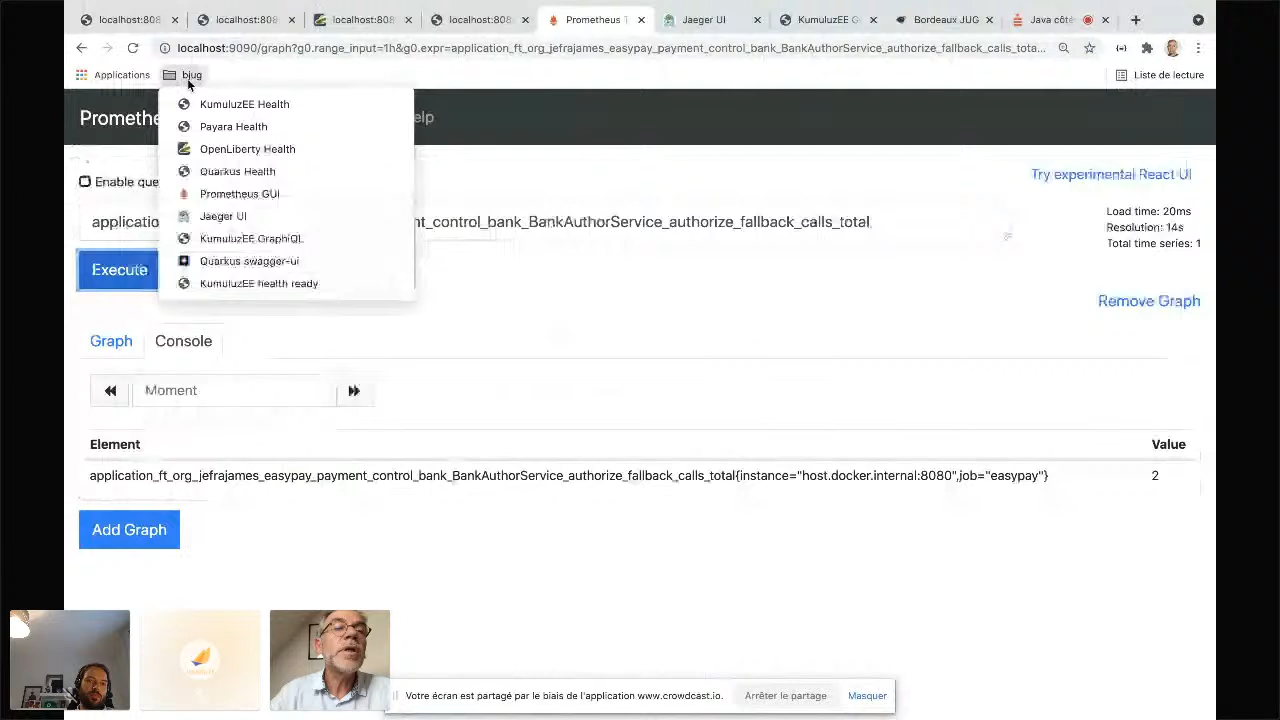 localhost:808
localhost:808
localhost:808
localhost:808
Prometheus T
Jaeger UI
KumuluzEE G
Bordeaux JUG
Java côté
localhost:9090/graph?g0.range_input=1h&g0.expr=application_ft_org_jefrajames_easypay_payment_control_bank_BankAuthorService_authorize_fallback_calls_tota...
Applications
bjug
Liste de lecture
KumuluzEE Health
Payara Health
OpenLiberty Health
Quarkus Health
Prometheus GUI
Jaeger UI
KumuluzEE GraphiQL
Quarkus swagger-ui
KumuluzEE health ready
Promethe
elp
Enable que
Try experimental React UI
applicatio
nt_control_bank_BankAuthorService_authorize_fallback_calls_total
Load time: 20ms
Resolution: 14s
Total time series: 1
Execute
Remove Graph
Graph
Console
Moment
Element
Value
application_ft_org_jefrajames_easypay_payment_control_bank_BankAuthorService_authorize_fallback_calls_total{instance="host.docker.internal:8080",job="easypay"}
2
Add Graph
Votre écran est partagé par le biais de l'application www.crowdcast.io.
Arrêter le partage
Masquer